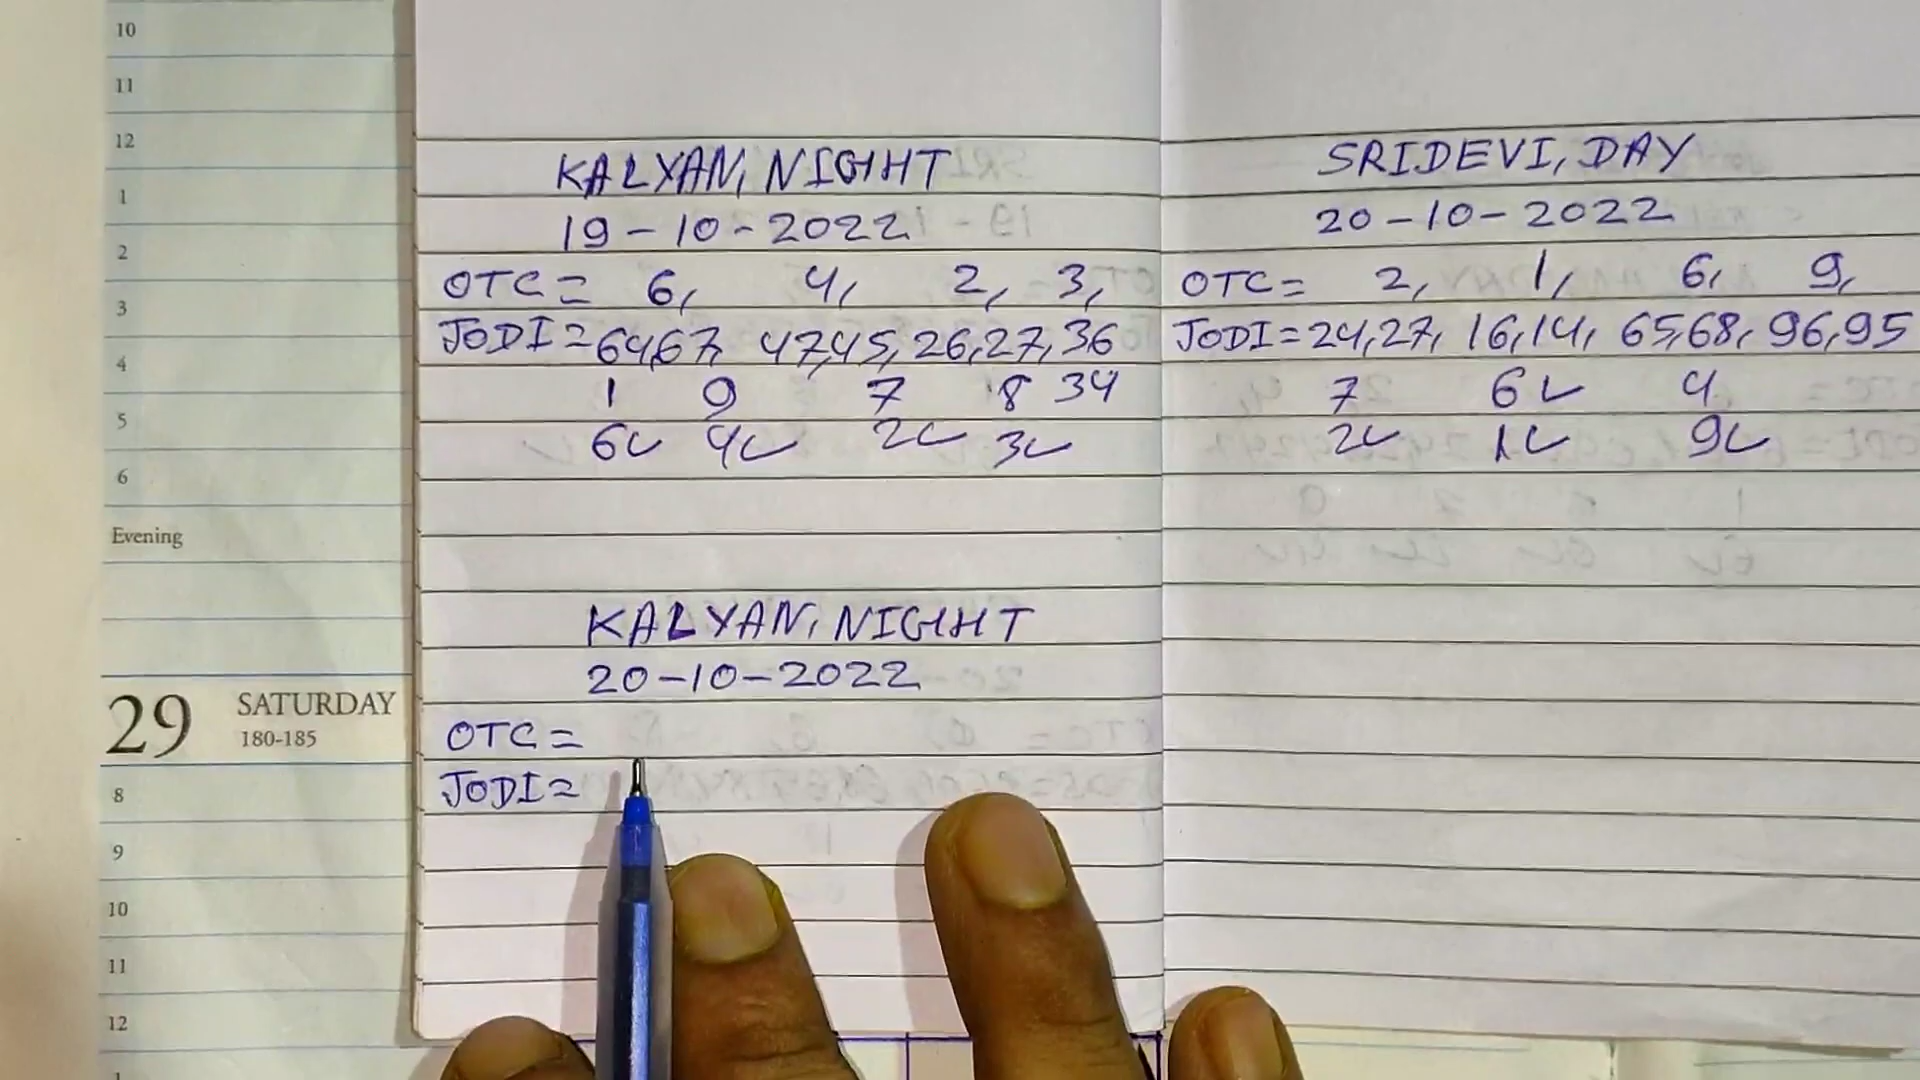 10
11
12
1
2
3
4
5
6
Evening
29 SATURDAY
180-185
8
9
10
11
12
1
KALYAN, NIGHT
19-10-2022
OTC = 6, 4, 2, 3,
JODI = 64,67, 47,45, 26,27, 36
1 9 7 8 34
6✓ 4✓ 2✓ 3✓
KALYAN, NIGHT
20-10-2022
OTC =
JODI =
SRIDEVI, DAY
20-10-2022
OTC = 2, 1, 6, 9,
JODI = 24,27, 16,14, 65,68, 96,95
7 6✓ 4
2✓ 1✓ 9✓